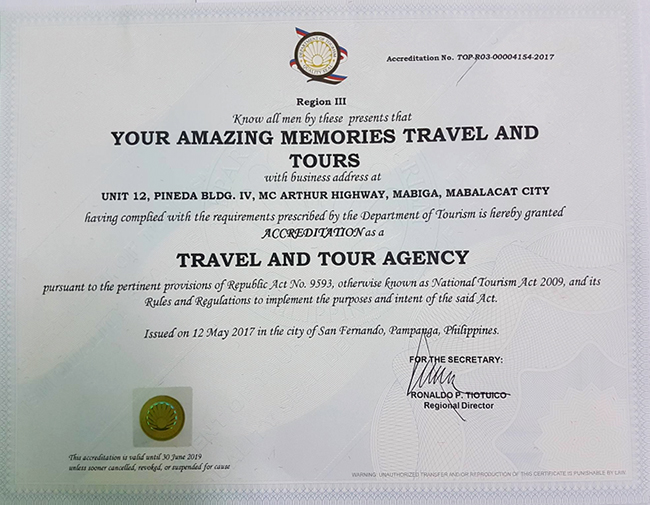 Accreditation No. TOP-R03-00004154-2017
Region III
Know all men by these presents that
YOUR AMAZING MEMORIES TRAVEL AND
TOURS
with business address at
UNIT 12, PINEDA BLDG. IV, MC ARTHUR HIGHWAY, MABIGA, MABALACAT CITY
having complied with the requirements prescribed by the Department of Tourism is hereby granted
ACCREDITATION as a
TRAVEL AND TOUR AGENCY
pursuant to the pertinent provisions of Republic Act No. 9593, otherwise known as National Tourism Act 2009, and its
Rules and Regulations to implement the purposes and intent of the said Act.
Issued on 12 May 2017 in the city of San Fernando, Pampanga, Philippines.
FOR THE SECRETARY:
RONALDO P. TIOTUICO
Regional Director
This accreditation is valid until 30 June 2019
unless sooner cancelled, revoked, or suspended for cause
WARNING: UNAUTHORIZED TRANSFER AND/OR REPRODUCTION OF THIS CERTIFICATE IS PUNISHABLE BY LAW